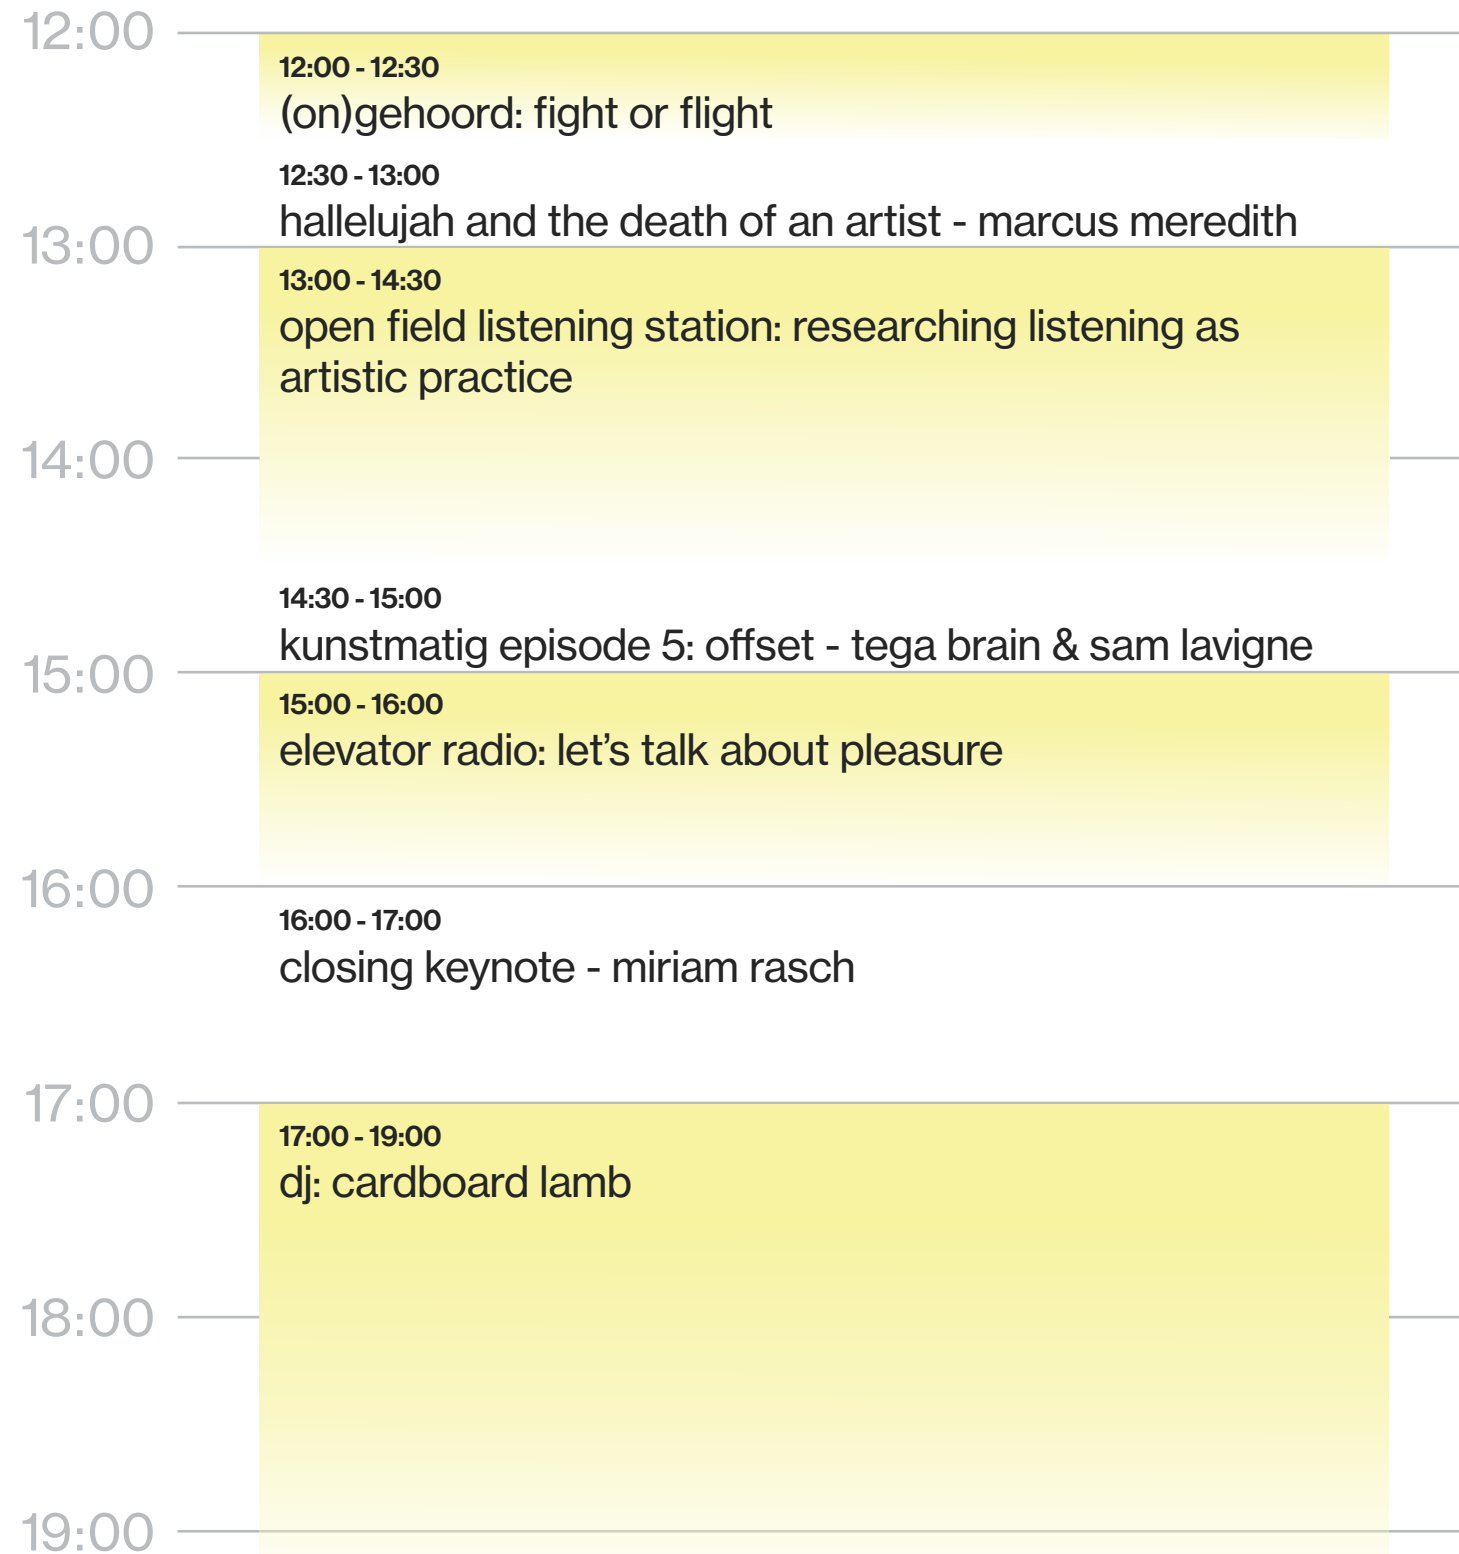 12:00
12:00 - 12:30
(on)gehoord: fight or flight
12:30 - 13:00
hallelujah and the death of an artist - marcus meredith
13:00
13:00 - 14:30
open field listening station: researching listening as
artistic practice
14:00
14:30 - 15:00
kunstmatig episode 5: offset - tega brain & sam lavigne
15:00
15:00 - 16:00
elevator radio: let’s talk about pleasure
16:00
16:00 - 17:00
closing keynote - miriam rasch
17:00
17:00 - 19:00
dj: cardboard lamb
18:00
19:00